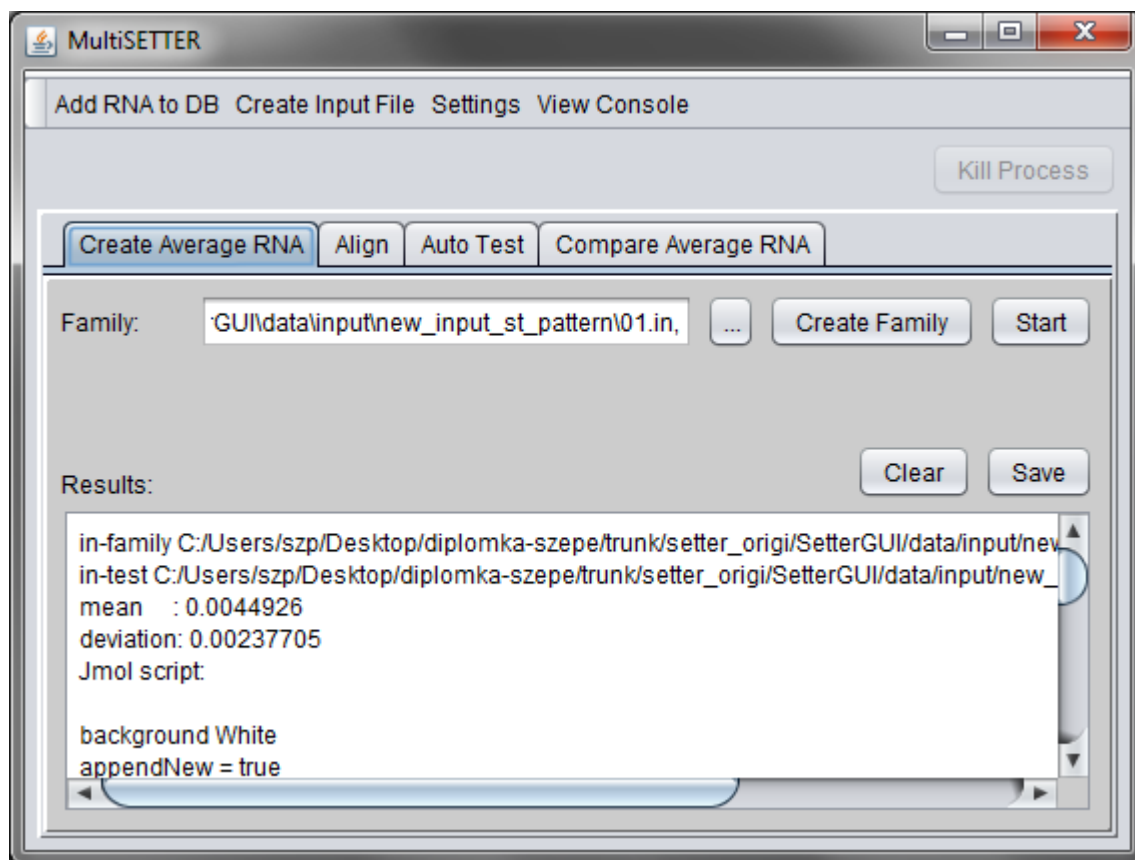 MultiSETTER
Add RNA to DB Create Input File Settings View Console
Kill Process
Create Average RNA Align Auto Test Compare Average RNA
Family: GUI\data\input\new_input_st_pattern\01.in, ... Create Family Start
Clear Save
Results:
in-family C:/Users/szp/Desktop/diplomka-szepe/trunk/setter_origi/SetterGUI/data/input/new
in-test C:/Users/szp/Desktop/diplomka-szepe/trunk/setter_origi/SetterGUI/data/input/new_
mean : 0.0044926
deviation: 0.00237705
Jmol script:
background White
appendNew = true